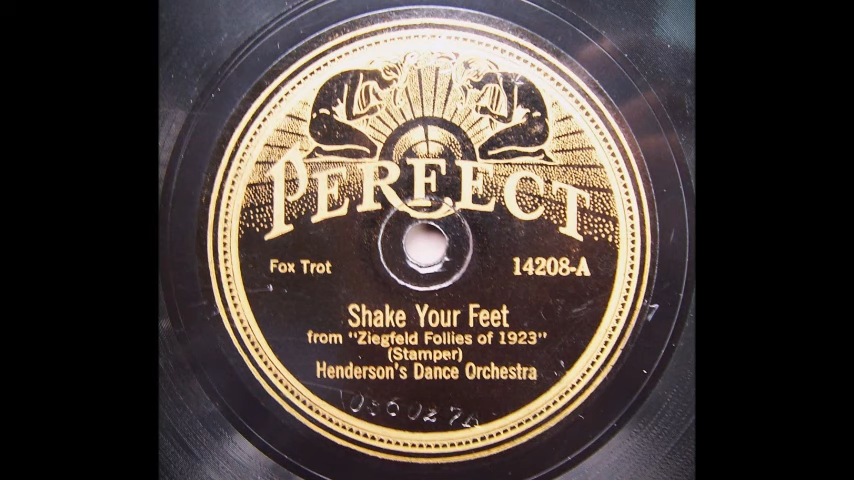 PERFECT
Fox Trot
14208-A
Shake Your Feet
from "Ziegfeld Follies of 1923"
(Stamper)
Henderson's Dance Orchestra